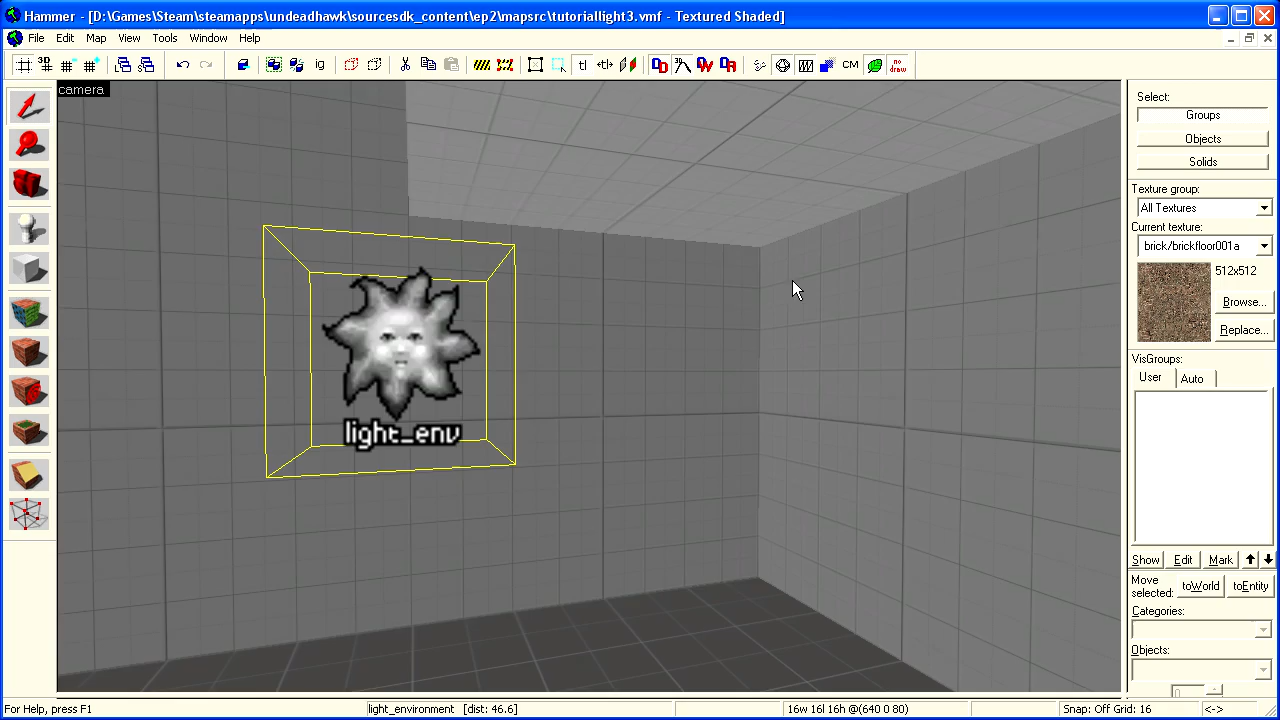 Hammer - [D:\Games\Steam\steamapps\undeadhawk\sourcesdk_content\ep2\mapsrc\tutoriallight3.vmf - Textured Shaded]
File Edit Map View Tools Window Help
ig tl +tl+ CM no draw
camera
Select:
Groups
Objects
Solids
Texture group:
All Textures
Current texture:
brick/brickfloor001a
512x512
Browse...
Replace...
VisGroups:
User Auto
light_env
Show Edit Mark
Move selected: toWorld toEntity
Categories:
Objects:
0
For Help, press F1 light_environment [dist: 46.6] 16w 16l 16h @(640 0 80) Snap: Off Grid: 16 <->